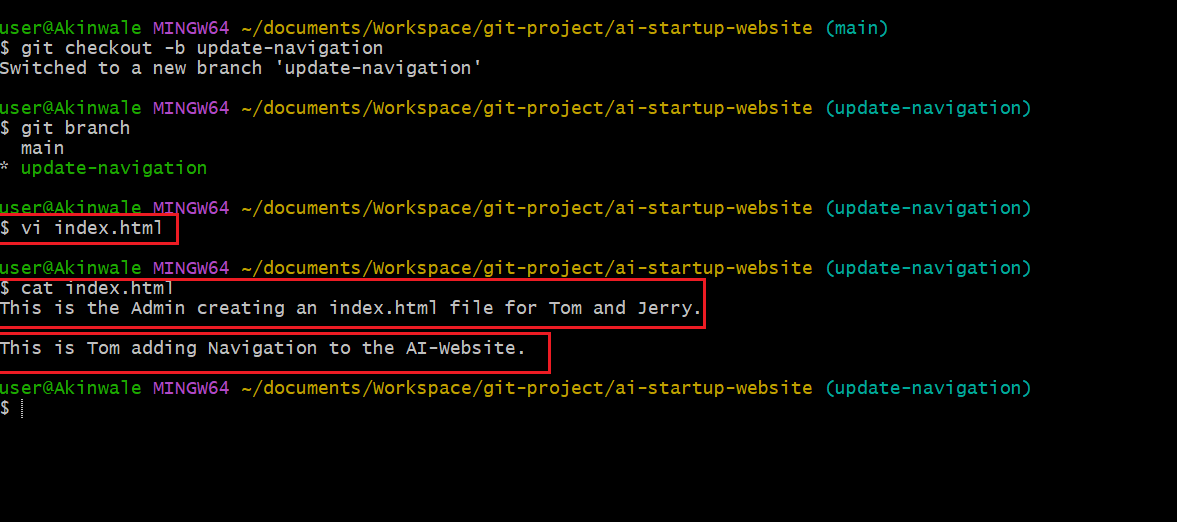 user@Akinwale MINGW64 ~/documents/Workspace/git-project/ai-startup-website (main)
$ git checkout -b update-navigation
Switched to a new branch 'update-navigation'
user@Akinwale MINGW64 ~/documents/Workspace/git-project/ai-startup-website (update-navigation)
$ git branch
  main
* update-navigation
user@Akinwale MINGW64 ~/documents/Workspace/git-project/ai-startup-website (update-navigation)
$ vi index.html
user@Akinwale MINGW64 ~/documents/Workspace/git-project/ai-startup-website (update-navigation)
$ cat index.html
This is the Admin creating an index.html file for Tom and Jerry.
This is Tom adding Navigation to the AI-Website.
user@Akinwale MINGW64 ~/documents/Workspace/git-project/ai-startup-website (update-navigation)
$